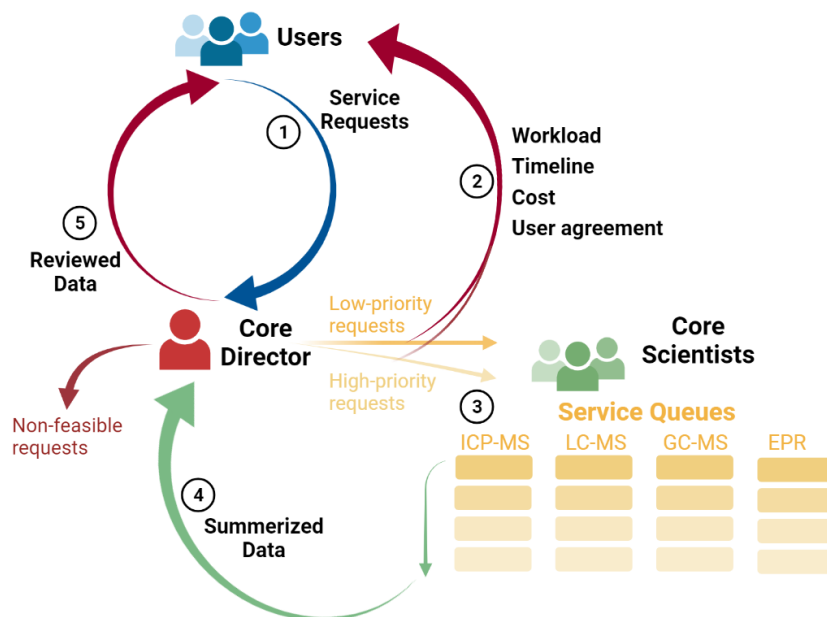 Users
1
Service
Requests
2
Workload
Timeline
Cost
User agreement
5
Reviewed
Data
Core
Director
Low-priority
requests
High-priority
requests
Core
Scientists
Non-feasible
requests
3
Service Queues
ICP-MS LC-MS GC-MS EPR
4
Summerized
Data